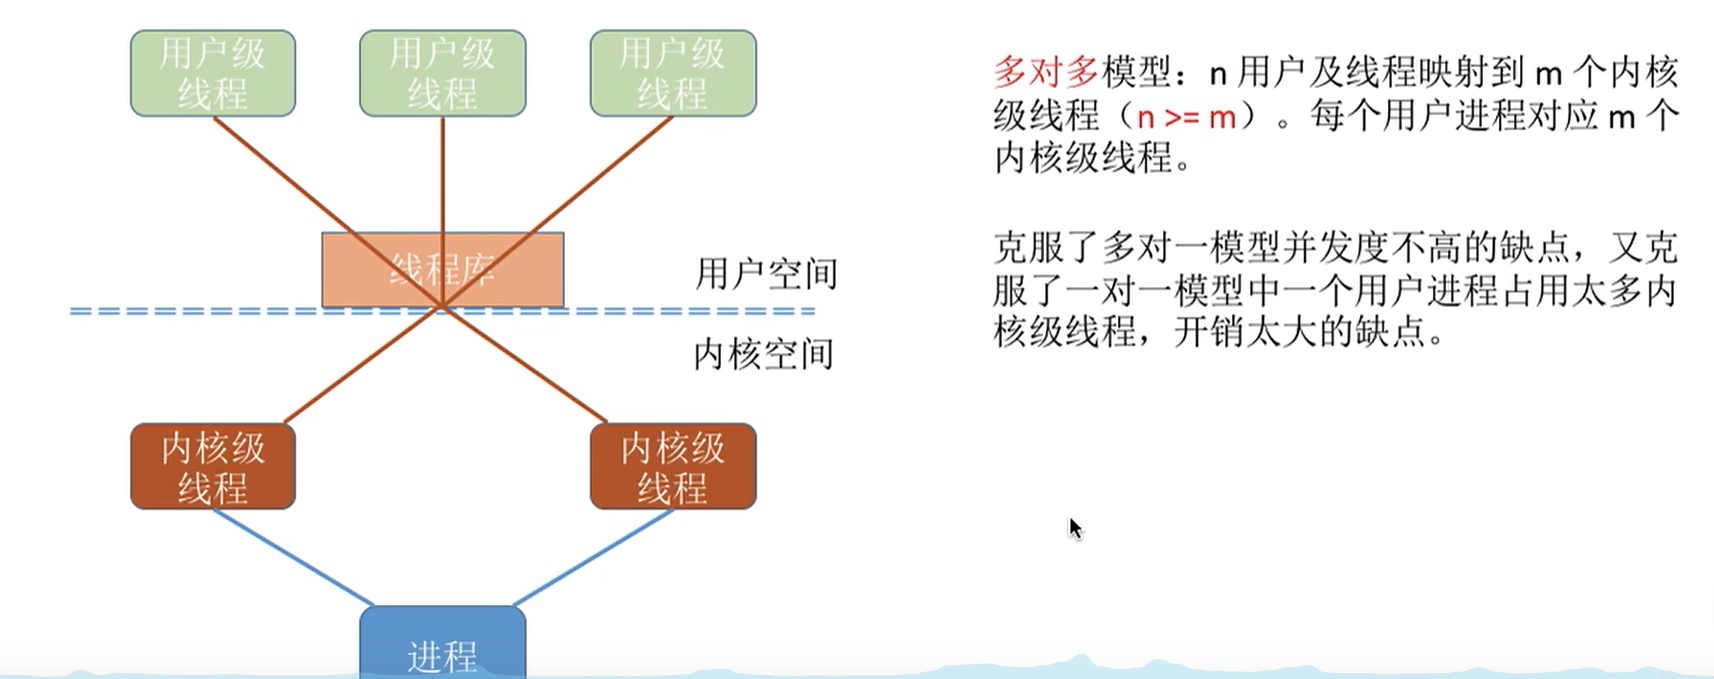 用户级
线程
用户级
线程
用户级
线程
线程库
用户空间
内核空间
内核级
线程
内核级
线程
进程
多对多模型：n 用户及线程映射到 m 个内核
级线程（n >= m）。每个用户进程对应 m 个
内核级线程。
克服了多对一模型并发度不高的缺点，又克
服了一对一模型中一个用户进程占用太多内
核级线程，开销太大的缺点。